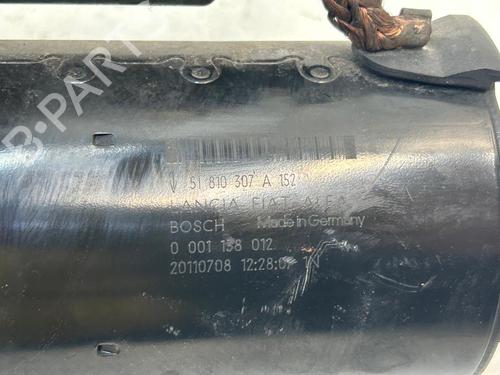 B-PARTS
V 51 810 307 A 152
LANCIA FIAT ALFA
BOSCH Made in Germany
0 001 138 012
20110708 12:28:07